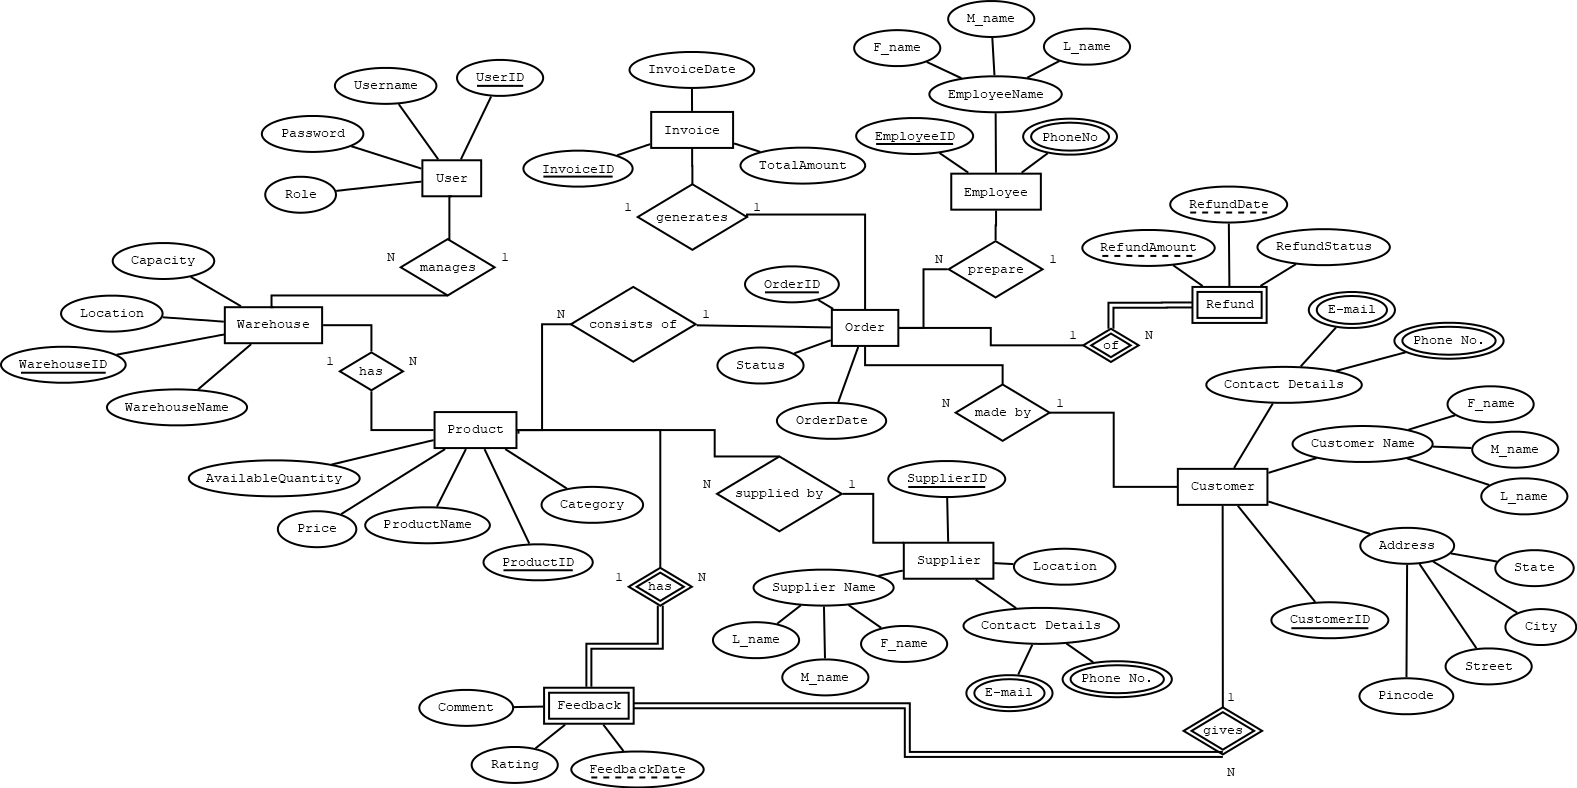 M_name
F_name
L_name
InvoiceDate
Username
UserID
EmployeeName
Password
Invoice
EmployeeID
PhoneNo
InvoiceID
TotalAmount
User
Role
Employee
RefundDate
1
generates
1
RefundAmount
RefundStatus
Capacity
N
manages
1
N
prepare
1
OrderID
Refund
Location
Warehouse
N
consists of
1
Order
E-mail
1
of
N
Phone No.
WarehouseID
1
has
N
Status
Contact Details
WarehouseName
OrderDate
N
made by
1
F_name
Product
Customer Name
M_name
AvailableQuantity
SupplierID
Customer
L_name
N
supplied by
1
Category
Price
ProductName
Address
ProductID
Supplier
Location
State
1
has
N
Supplier Name
CustomerID
Contact Details
City
L_name
F_name
Street
M_name
E-mail
Phone No.
Pincode
1
Comment
Feedback
gives
Rating
FeedbackDate
N